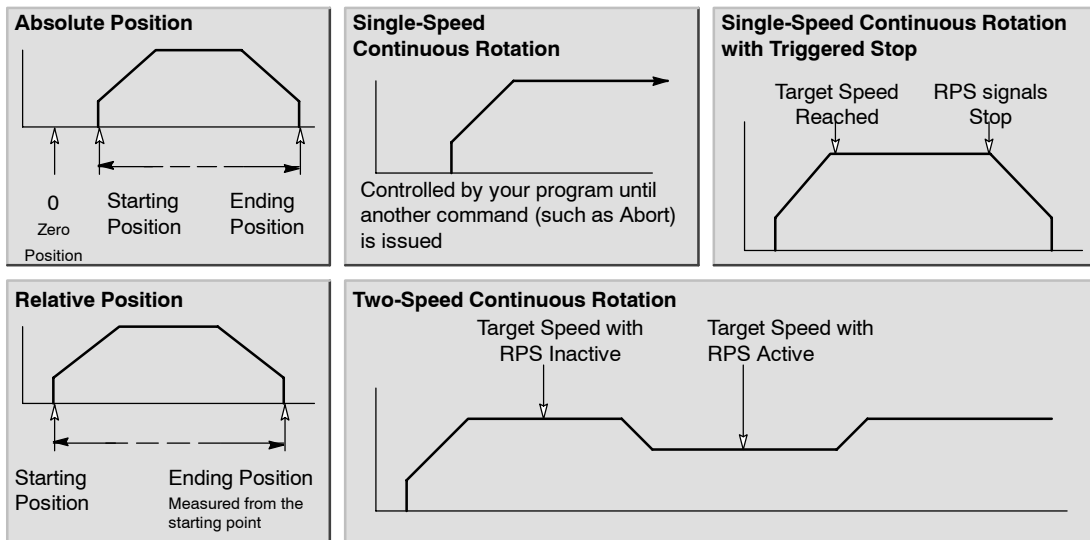 Absolute Position
0
Zero
Position
Starting
Position
Ending
Position
Single-Speed
Continuous Rotation
Controlled by your program until
another command (such as Abort)
is issued
Single-Speed Continuous Rotation
with Triggered Stop
Target Speed
Reached
RPS signals
Stop
Relative Position
Starting
Position
Ending Position
Measured from the
starting point
Two-Speed Continuous Rotation
Target Speed with
RPS Inactive
Target Speed with
RPS Active